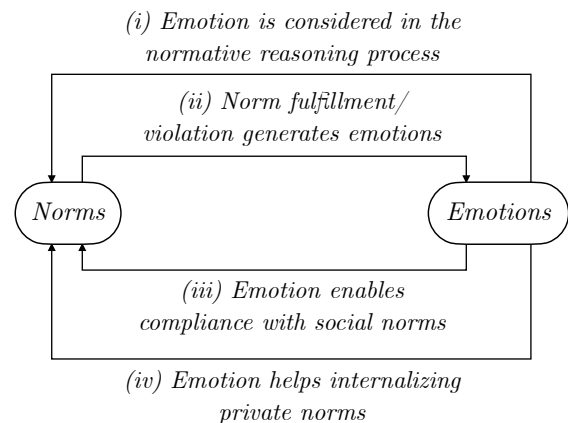 (i) Emotion is considered in the
normative reasoning process
(ii) Norm fulfillment/
violation generates emotions
Norms
Emotions
(iii) Emotion enables
compliance with social norms
(iv) Emotion helps internalizing
private norms